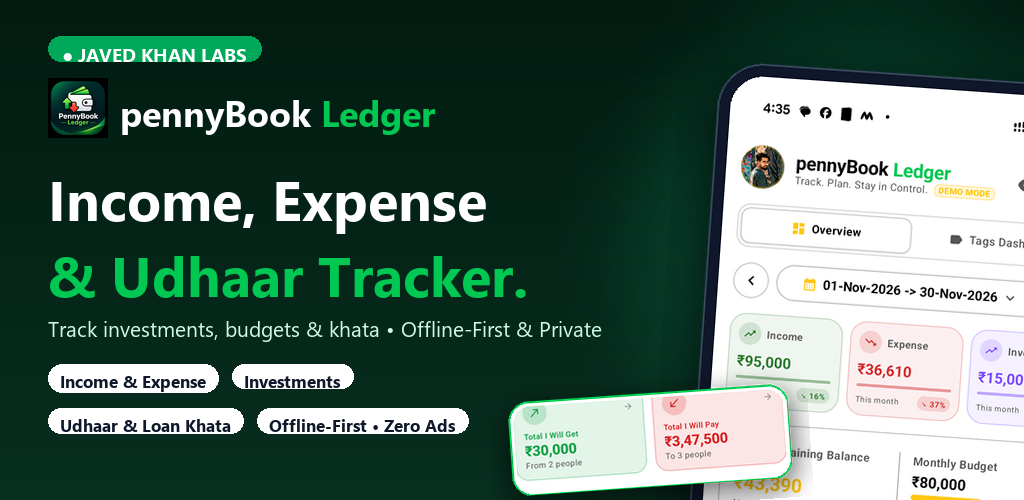 • JAVED KHAN LABS
PennyBook
Ledger
pennyBook Ledger
Income, Expense
& Udhaar Tracker.
Track investments, budgets & khata • Offline-First & Private
Income & Expense
Investments
Udhaar & Loan Khata
Offline-First • Zero Ads
4:35
pennyBook Ledger
Track. Plan. Stay in Control.
DEMO MODE
Overview
Tags Dash
01-Nov-2026 -> 30-Nov-2026
Income
₹95,000
16%
Expense
₹36,610
This month
37%
₹15,00
This month
Total I Will Get
₹30,000
From 2 people
Total I Will Pay
₹3,47,500
To 3 people
Balance
₹43,390
Monthly Budget
₹80,000